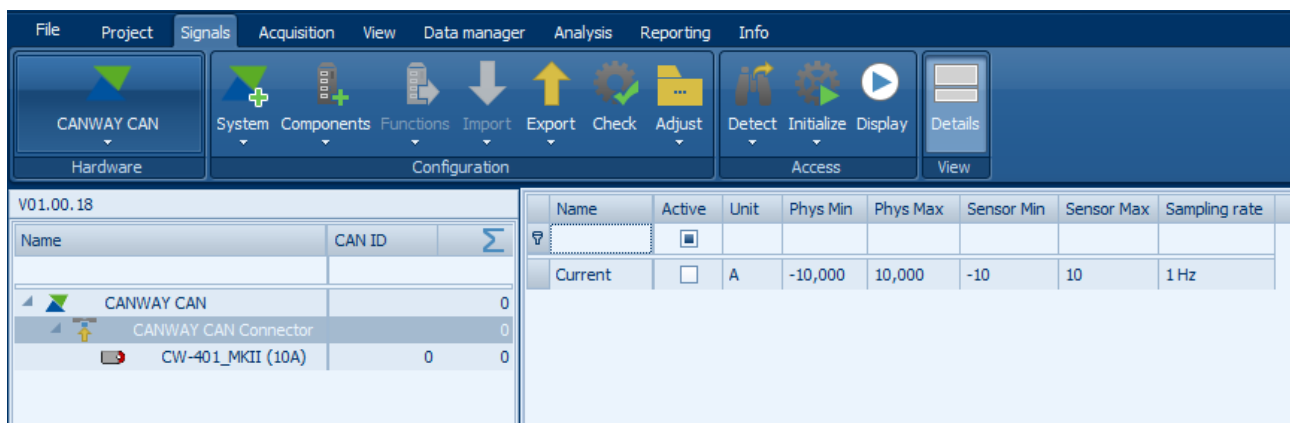 File Project Signals Acquisition View Data manager Analysis Reporting Info
CANWAY CAN System Components Functions Import Export Check Adjust Detect Initialize Display Details
Hardware Configuration Access View
V01.00.18
Name CAN ID Σ
CANWAY CAN 0
CANWAY CAN Connector 0
CW-401_MKII (10A) 0 0
Name Active Unit Phys Min Phys Max Sensor Min Sensor Max Sampling rate
Current A -10,000 10,000 -10 10 1 Hz